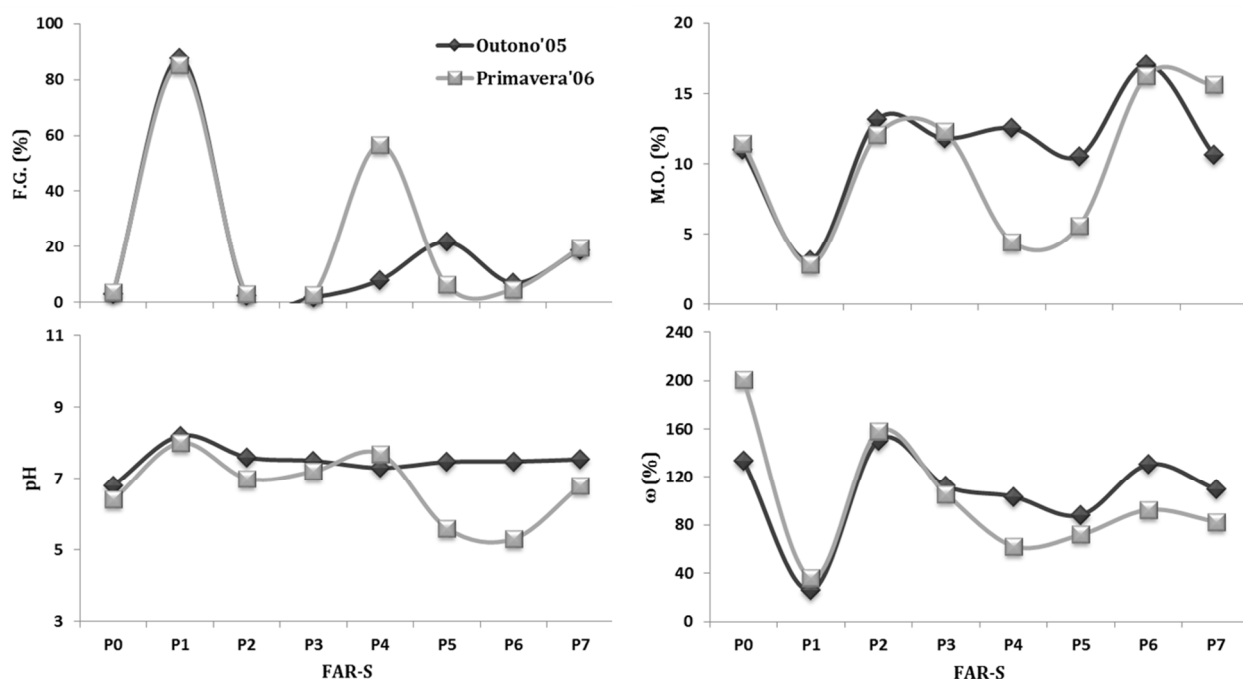 F.G. (%)
100
80
60
40
20
0
Outono'05
Primavera'06
M.O. (%)
20
15
10
5
0
pH
11
9
7
5
3
P0 P1 P2 P3 P4 P5 P6 P7
FAR-S
ω (%)
240
200
160
120
80
40
0
P0 P1 P2 P3 P4 P5 P6 P7
FAR-S